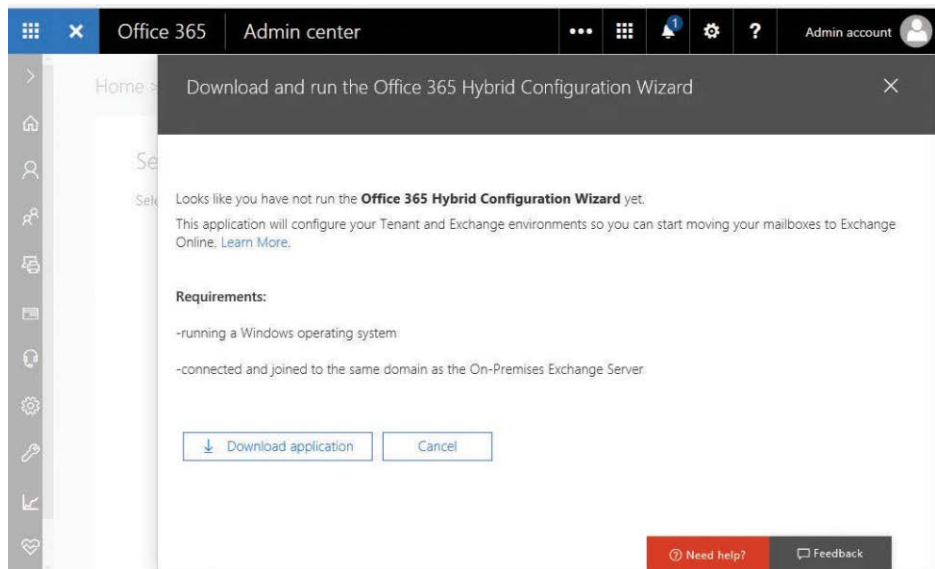 Office 365
Admin center
1
?
Admin account
Home >
Download and run the Office 365 Hybrid Configuration Wizard
Se
Sele
Looks like you have not run the Office 365 Hybrid Configuration Wizard yet.
This application will configure your Tenant and Exchange environments so you can start moving your mailboxes to Exchange
Online. Learn More.
Requirements:
-running a Windows operating system
-connected and joined to the same domain as the On-Premises Exchange Server
Download application
Cancel
Need help?
Feedback